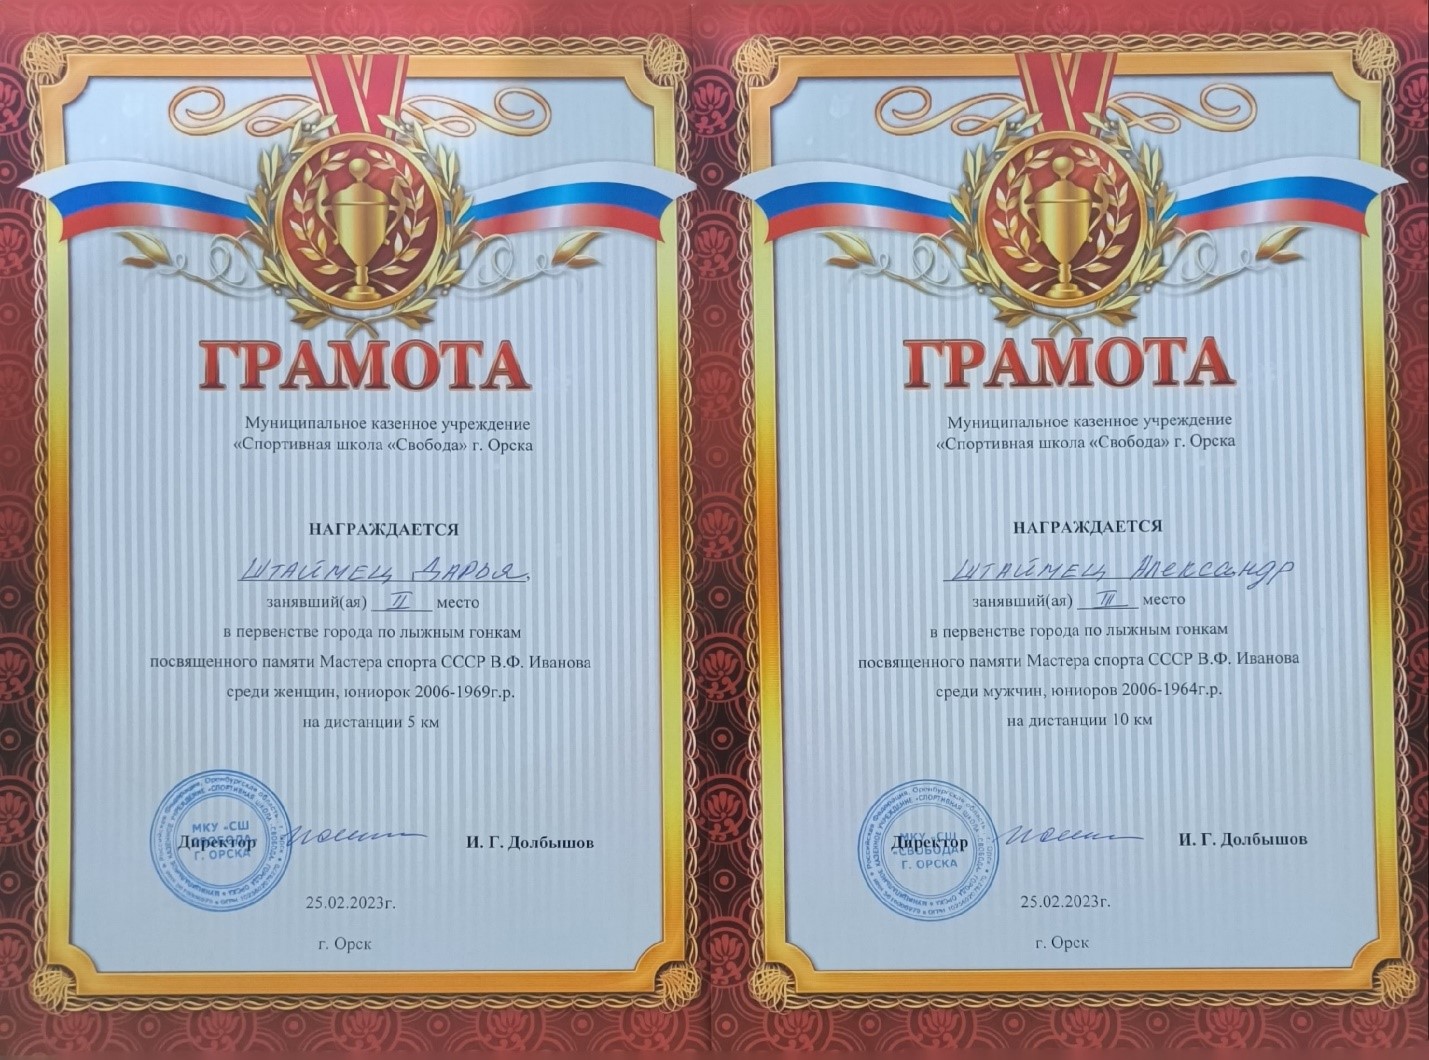 ГРАМОТА
Муниципальное казенное учреждение
«Спортивная школа «Свобода» г. Орска
НАГРАЖДАЕТСЯ
Штаймец Дарья,
занявший(ая) II место
в первенстве города по лыжным гонкам
посвященного памяти Мастера спорта СССР В.Ф. Иванова
среди женщин, юниорок 2006-1969г.р.
на дистанции 5 км
МКУ «СШ
«СВОБОДА»
Г. ОРСКА
Директор И. Г. Долбышов
25.02.2023г.
г. Орск
ГРАМОТА
Муниципальное казенное учреждение
«Спортивная школа «Свобода» г. Орска
НАГРАЖДАЕТСЯ
Штаймец Александр
занявший(ая) III место
в первенстве города по лыжным гонкам
посвященного памяти Мастера спорта СССР В.Ф. Иванова
среди мужчин, юниоров 2006-1964г.р.
на дистанции 10 км
МКУ «СШ
«СВОБОДА»
Г. ОРСКА
Директор И. Г. Долбышов
25.02.2023г.
г. Орск